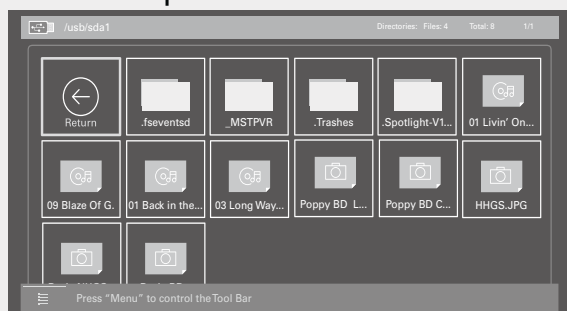 /usb/sda1 Directories: Files: 4 Total: 8 1/1
Return .fseventsd _MSTPVR .Trashes .Spotlight-V1... 01 Livin' On...
09 Blaze Of G. 01 Back in the... 03 Long Way... Poppy BD L... Poppy BD C... HHGS.JPG
Press "Menu" to control the Tool Bar